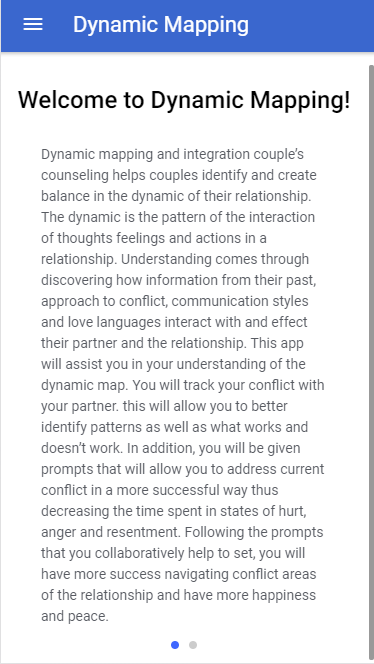 Dynamic Mapping
Welcome to Dynamic Mapping!
Dynamic mapping and integration couple’s
counseling helps couples identify and create
balance in the dynamic of their relationship.
The dynamic is the pattern of the interaction
of thoughts feelings and actions in a
relationship. Understanding comes through
discovering how information from their past,
approach to conflict, communication styles
and love languages interact with and effect
their partner and the relationship. This app
will assist you in your understanding of the
dynamic map. You will track your conflict with
your partner. this will allow you to better
identify patterns as well as what works and
doesn’t work. In addition, you will be given
prompts that will allow you to address current
conflict in a more successful way thus
decreasing the time spent in states of hurt,
anger and resentment. Following the prompts
that you collaboratively help to set, you will
have more success navigating conflict areas
of the relationship and have more happiness
and peace.